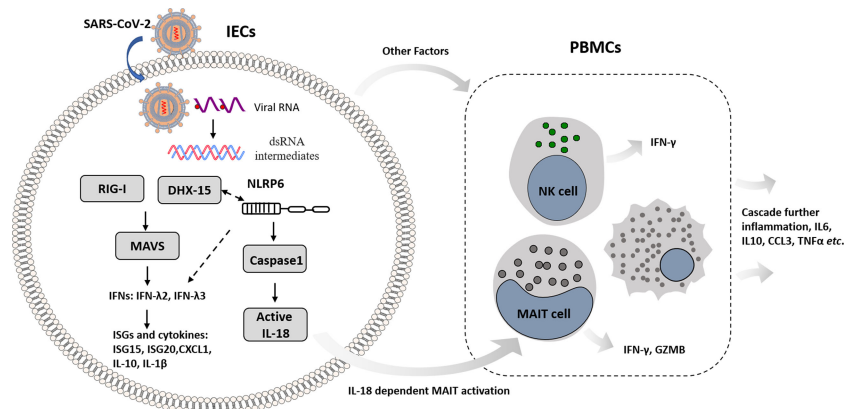 SARS-CoV-2
IECs
Viral RNA
dsRNA
intermediates
RIG-I
DHX-15
NLRP6
MAVS
Caspase1
IFNs: IFN-λ2, IFN-λ3
Active
IL-18
ISGs and cytokines:
ISG15, ISG20,CXCL1,
IL-10, IL-1β
Other Factors
IL-18 dependent MAIT activation
PBMCs
NK cell
IFN-γ
MAIT cell
IFN-γ, GZMB
Cascade further
inflammation, IL6,
IL10, CCL3, TNFα etc.